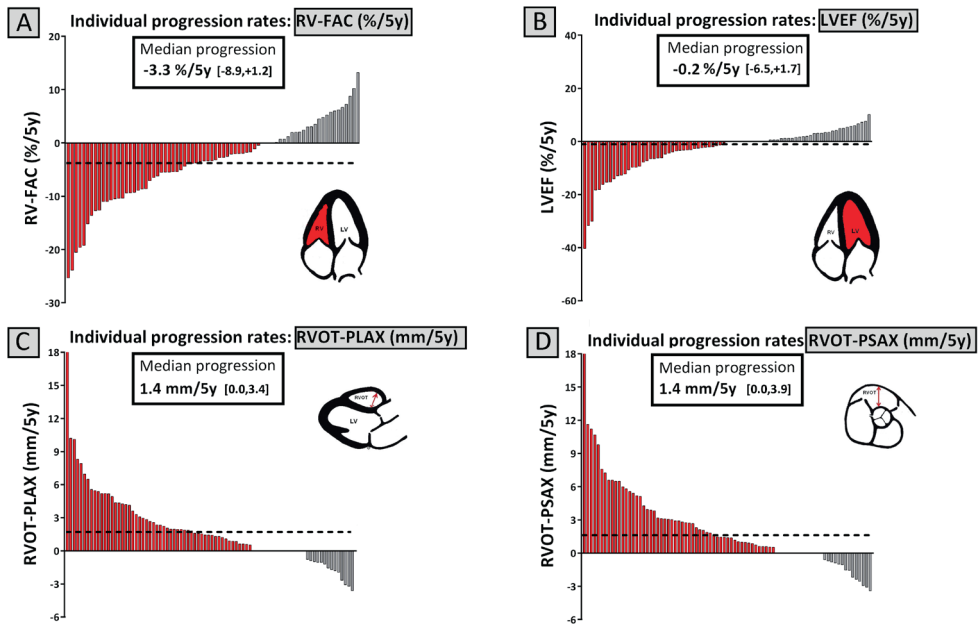 A
Individual progression rates: RV-FAC (%/5y)
Median progression
-3.3 %/5y [-8.9,+1.2]
RV-FAC (%/5y)
20
10
0
-10
-20
-30
RV
LV
B
Individual progression rates: LVEF (%/5y)
Median progression
-0.2 %/5y [-6.5,+1.7]
LVEF (%/5y)
40
20
0
-20
-40
-60
RV
LV
C
Individual progression rates: RVOT-PLAX (mm/5y)
Median progression
1.4 mm/5y [0.0,3.4]
RVOT-PLAX (mm/5y)
18
15
12
9
6
3
0
-3
-6
RVOT
LV
D
Individual progression rates RVOT-PSAX (mm/5y)
Median progression
1.4 mm/5y [0.0,3.9]
RVOT-PSAX (mm/5y)
18
15
12
9
6
3
0
-3
-6
RVOT